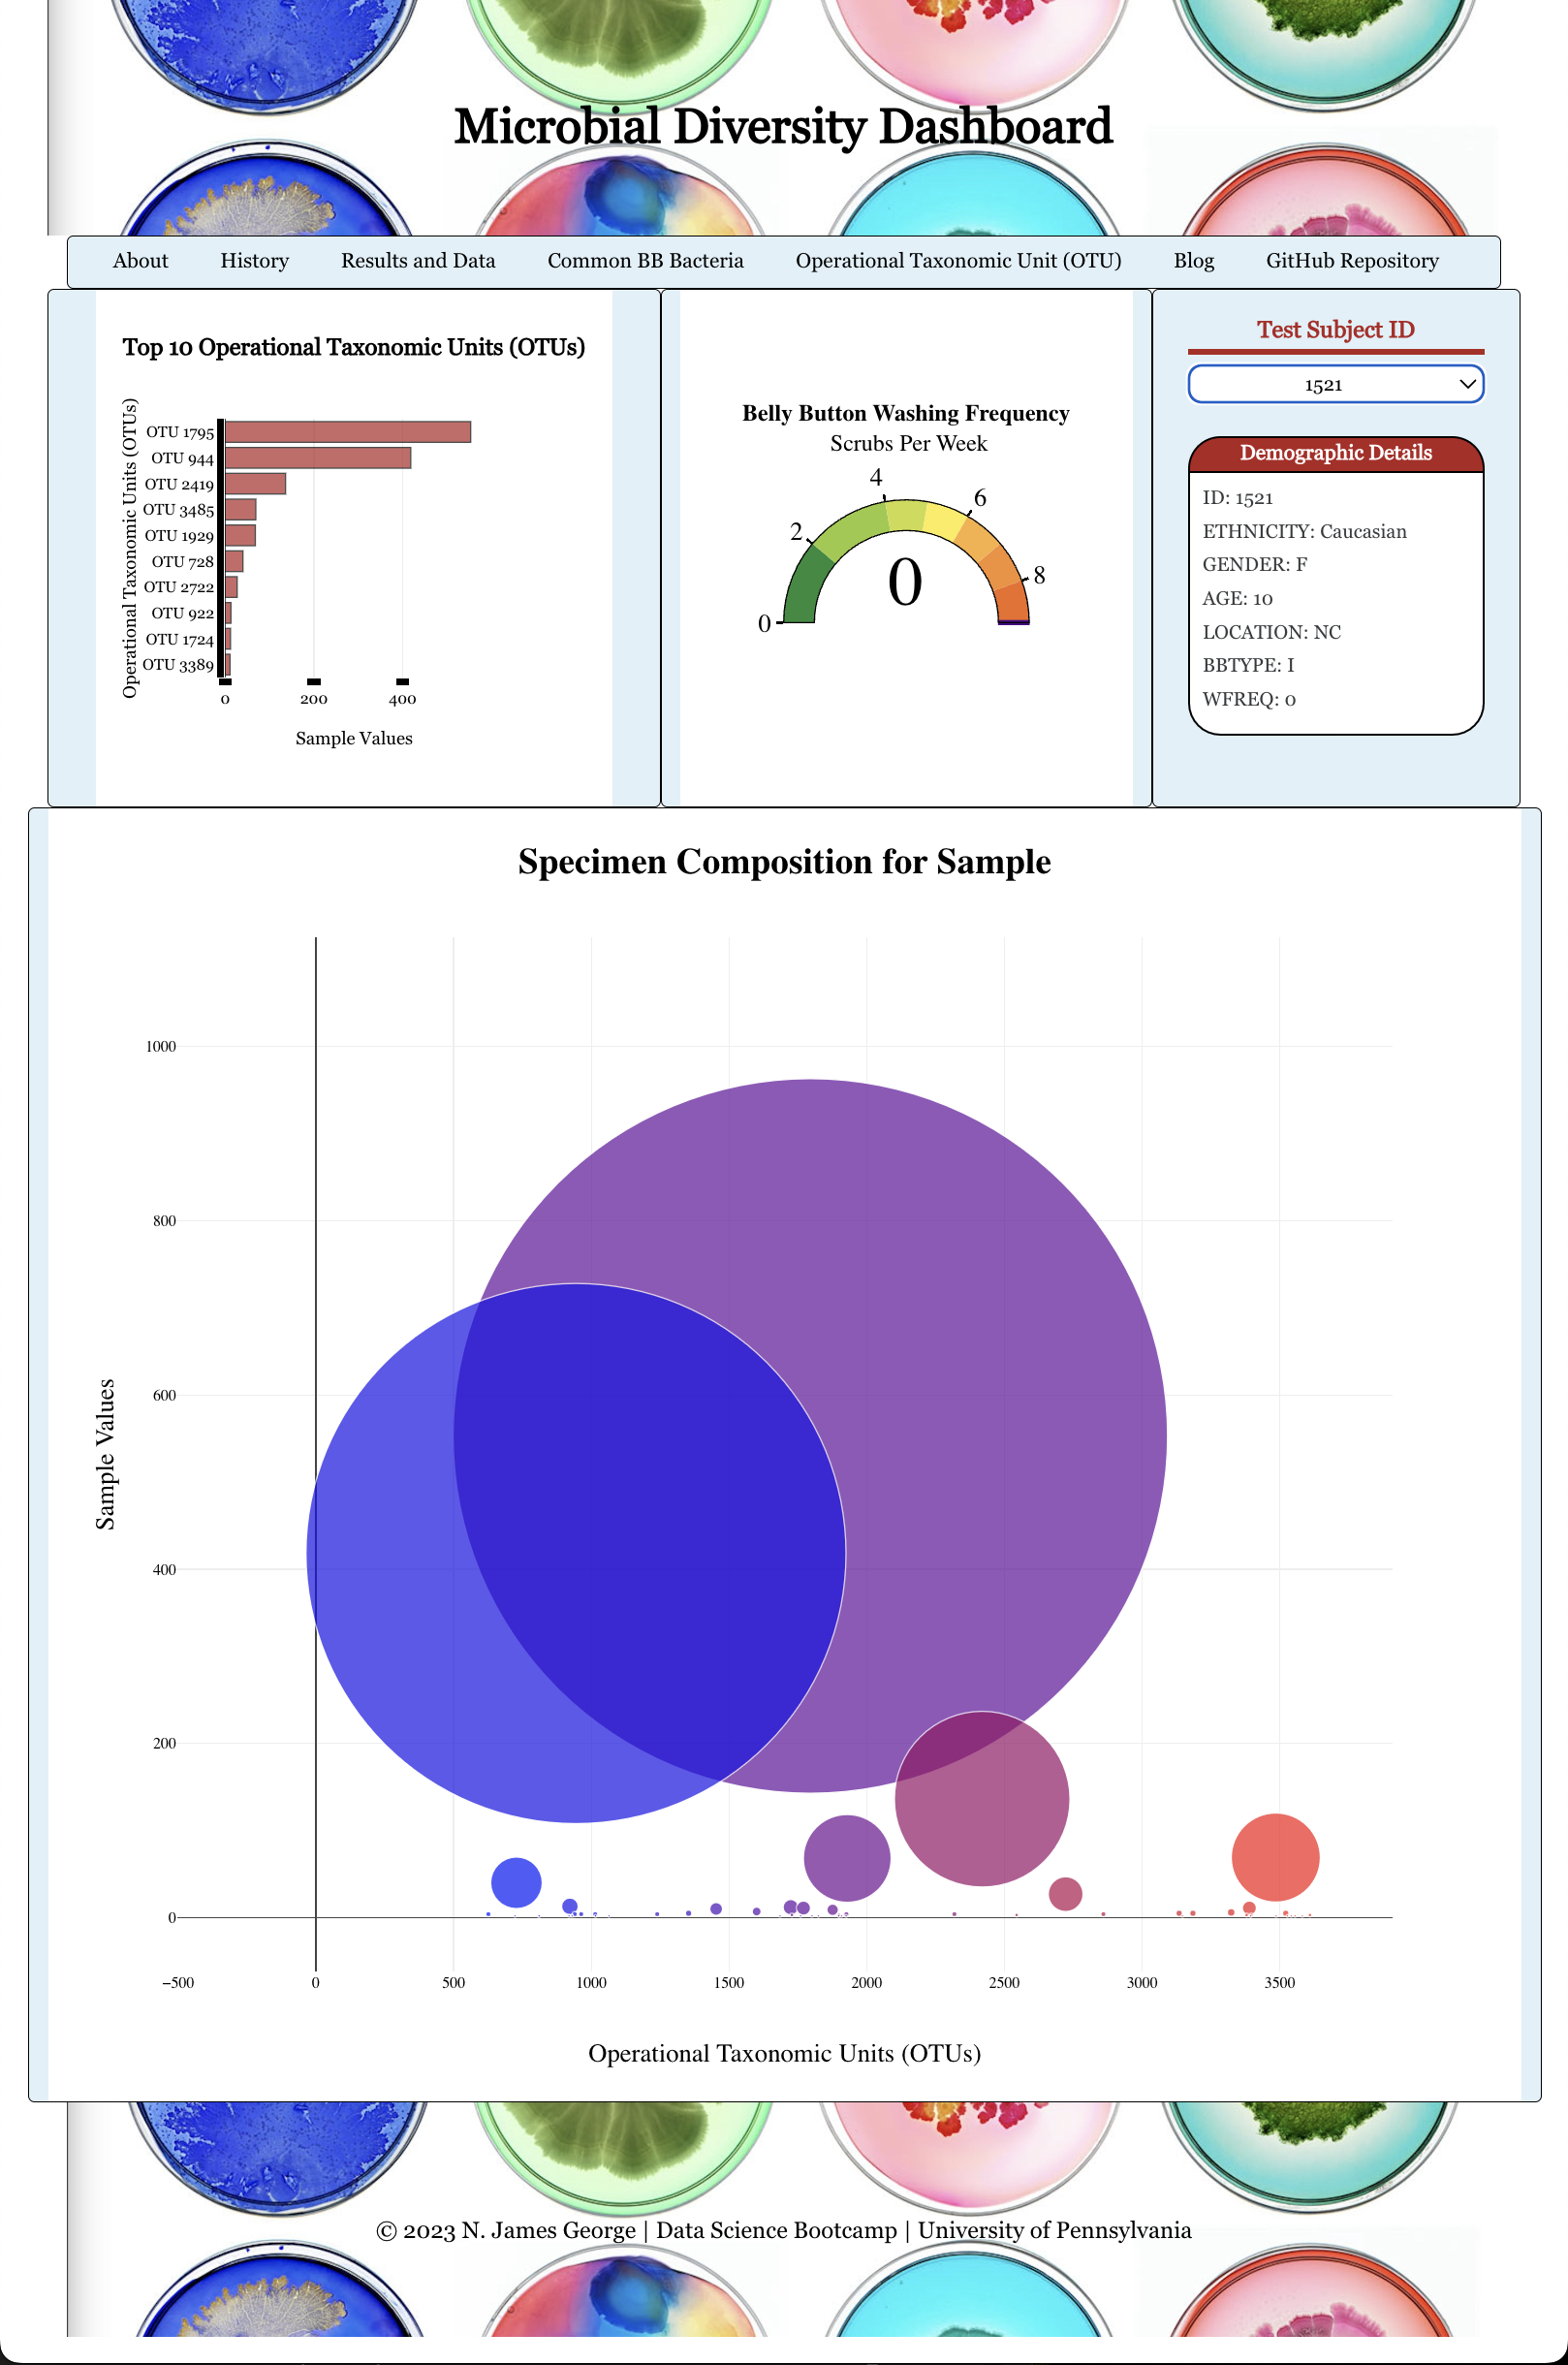 Microbial Diversity Dashboard
About History Results and Data Common BB Bacteria Operational Taxonomic Unit (OTU) Blog GitHub Repository
Top 10 Operational Taxonomic Units (OTUs)
Operational Taxonomic Units (OTUs)
OTU 1795
OTU 944
OTU 2419
OTU 3485
OTU 1929
OTU 728
OTU 2722
OTU 922
OTU 1724
OTU 3389
0 200 400
Sample Values
Belly Button Washing Frequency
Scrubs Per Week
0
2
4
6
8
0
Test Subject ID
1521
Demographic Details
ID: 1521
ETHNICITY: Caucasian
GENDER: F
AGE: 10
LOCATION: NC
BBTYPE: I
WFREQ: 0
Specimen Composition for Sample
Sample Values
1000
800
600
400
200
0
−500 0 500 1000 1500 2000 2500 3000 3500
Operational Taxonomic Units (OTUs)
© 2023 N. James George | Data Science Bootcamp | University of Pennsylvania